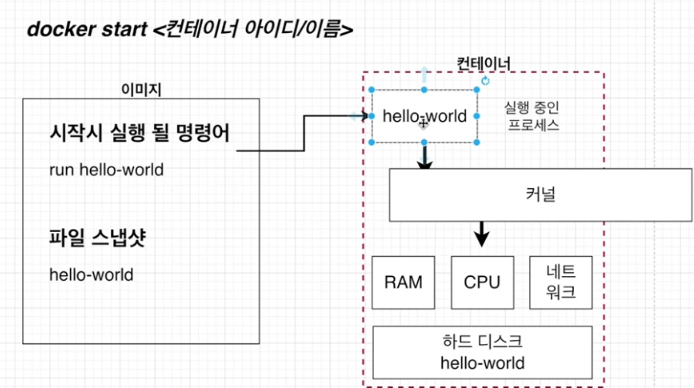 docker start <컨테이너 아이디/이름>
이미지
시작시 실행 될 명령어
run hello-world
파일 스냅샷
hello-world
컨테이너
hello-world
실행 중인
프로세스
커널
RAM
CPU
네트
워크
하드 디스크
hello-world